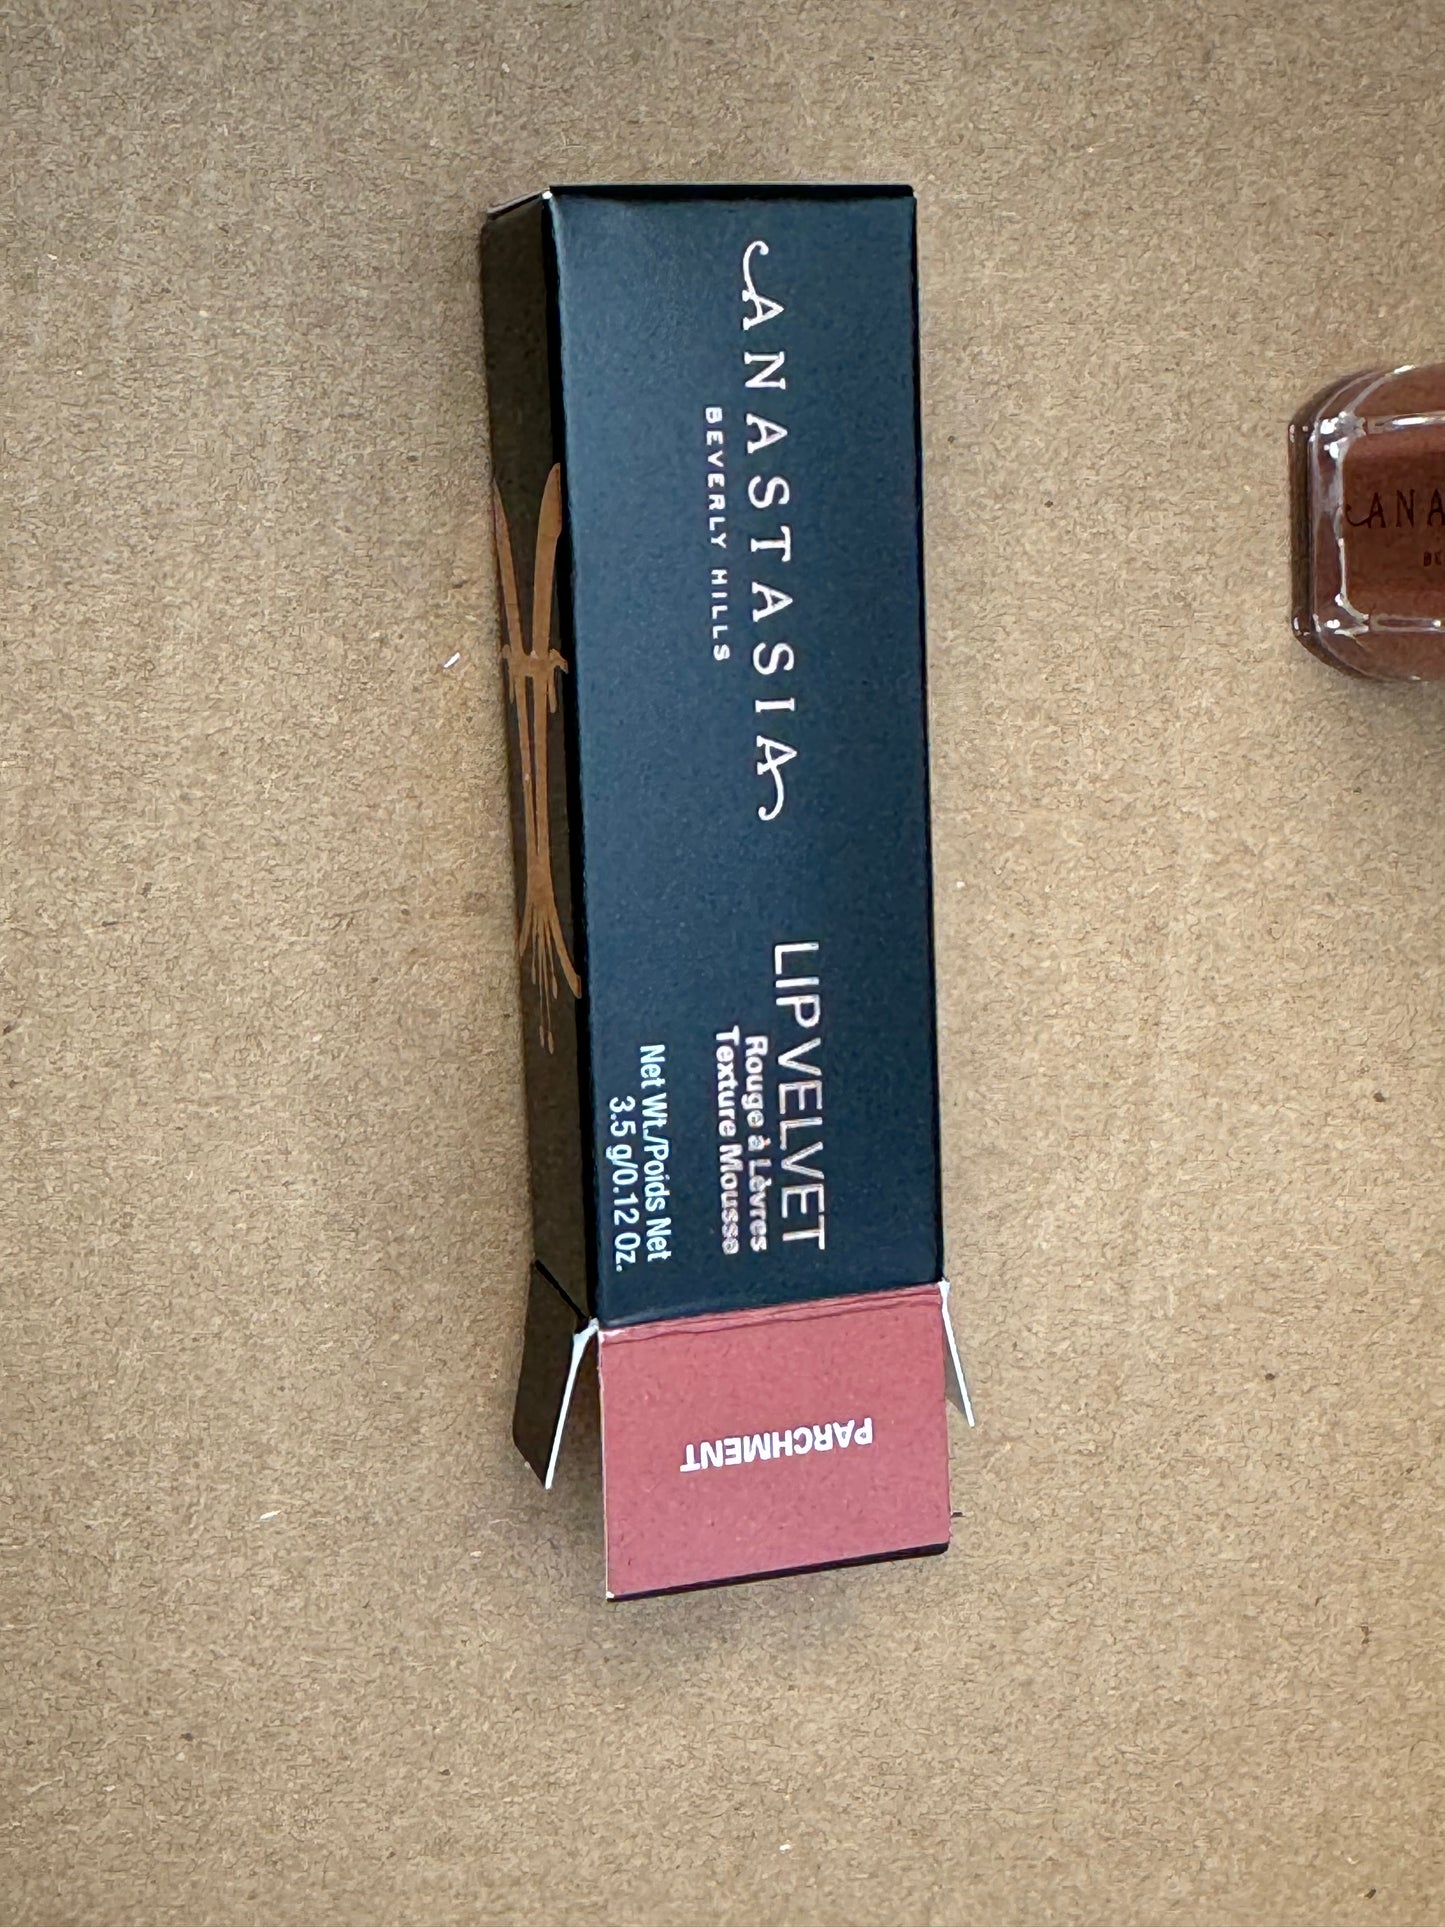 ANASTASIA
BEVERLY HILLS
LIP VELVET
Rouge à Lèvres
Texture Mousse
Net Wt./Poids Net
3.5 g/0.12 Oz.
PARCHMENT
ANA